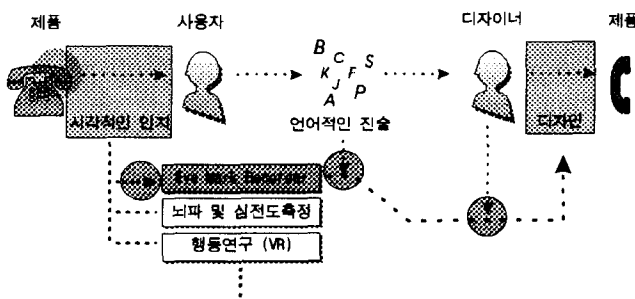 제품
사용자
디자이너
제품
B C S
K F
J
A P
시각적인 인지
언어적인 진술
디자인
Eye Mark Recorder
뇌파 및 심전도측정
행동연구 (VR)